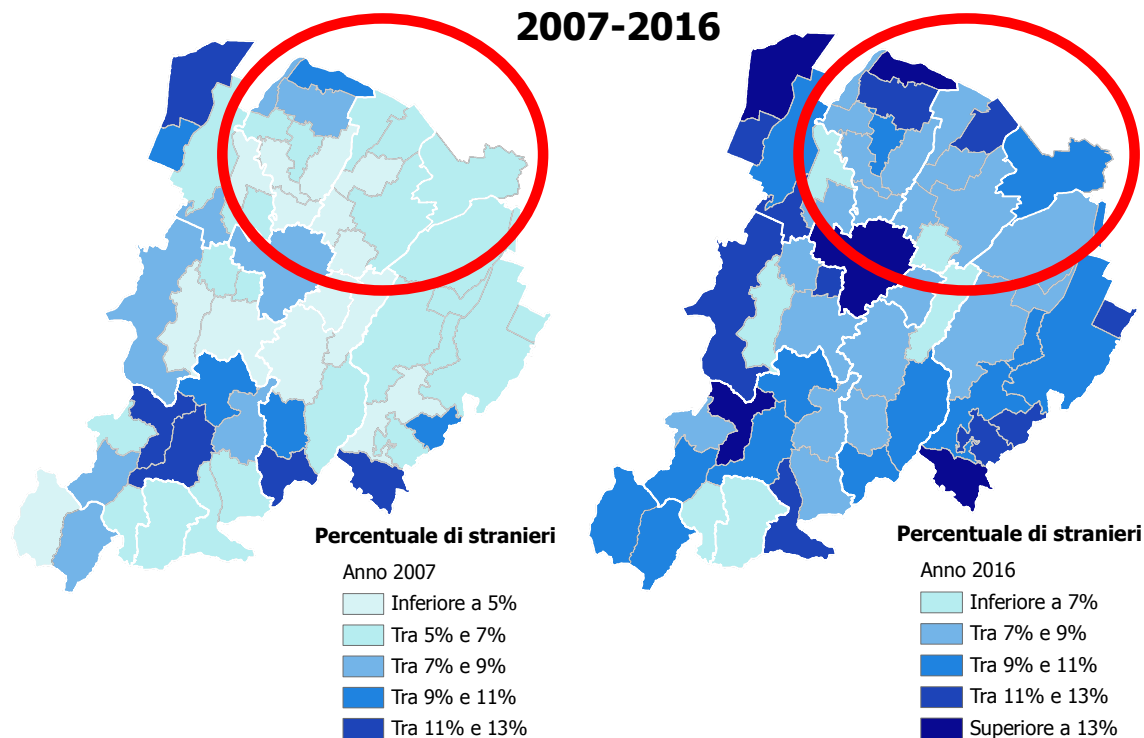 2007-2016
Percentuale di stranieri
Anno 2007
Inferiore a 5%
Tra 5% e 7%
Tra 7% e 9%
Tra 9% e 11%
Tra 11% e 13%
Percentuale di stranieri
Anno 2016
Inferiore a 7%
Tra 7% e 9%
Tra 9% e 11%
Tra 11% e 13%
Superiore a 13%